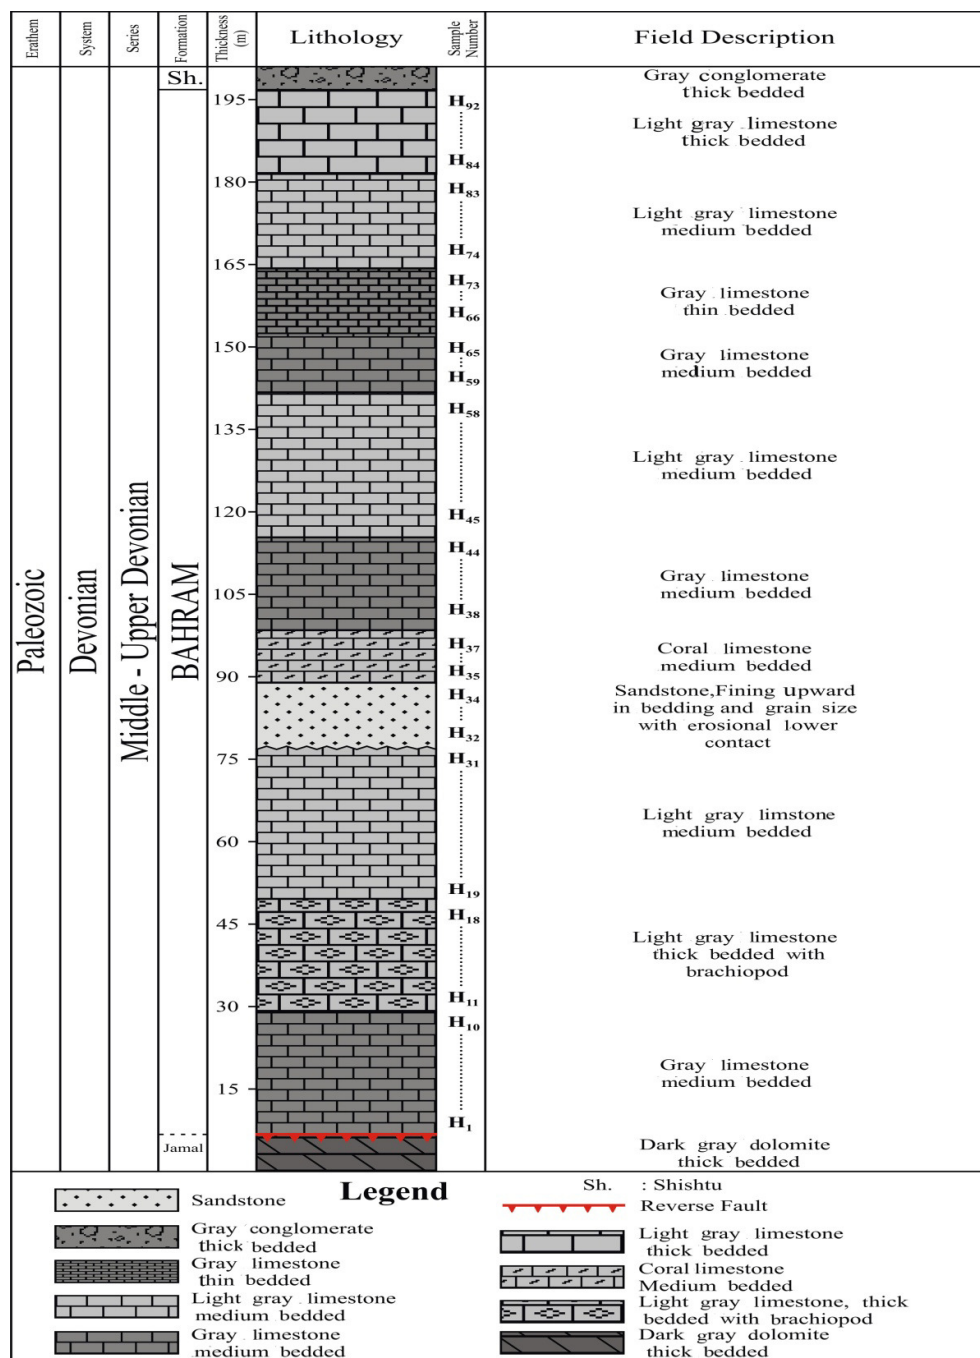 Erathem
System
Series
Formation
Thickness
(m)
Lithology
Sample
Number
Field Description
Paleozoic
Devonian
Middle - Upper Devonian
Sh.
BAHRAM
Jamal
195
180
165
150
135
120
105
90
75
60
45
30
15
H92
H84
H83
H74
H73
H66
H65
H59
H58
H45
H44
H38
H37
H35
H34
H32
H31
H19
H18
H11
H10
H1
Gray conglomerate
thick bedded
Light gray limestone
thick bedded
Light gray limestone
medium bedded
Gray limestone
thin bedded
Gray limestone
medium bedded
Light gray limestone
medium bedded
Gray limestone
medium bedded
Coral limestone
medium bedded
Sandstone,Fining upward
in bedding and grain size
with erosional lower
contact
Light gray limstone
medium bedded
Light gray limestone
thick bedded with
brachiopod
Gray limestone
medium bedded
Dark gray dolomite
thick bedded
Legend
Sandstone
Gray conglomerate
thick bedded
Gray limestone
thin bedded
Light gray limestone
medium bedded
Gray limestone
medium bedded
Sh. : Shishtu
Reverse Fault
Light gray limestone
thick bedded
Coral limestone
Medium bedded
Light gray limestone, thick
bedded with brachiopod
Dark gray dolomite
thick bedded